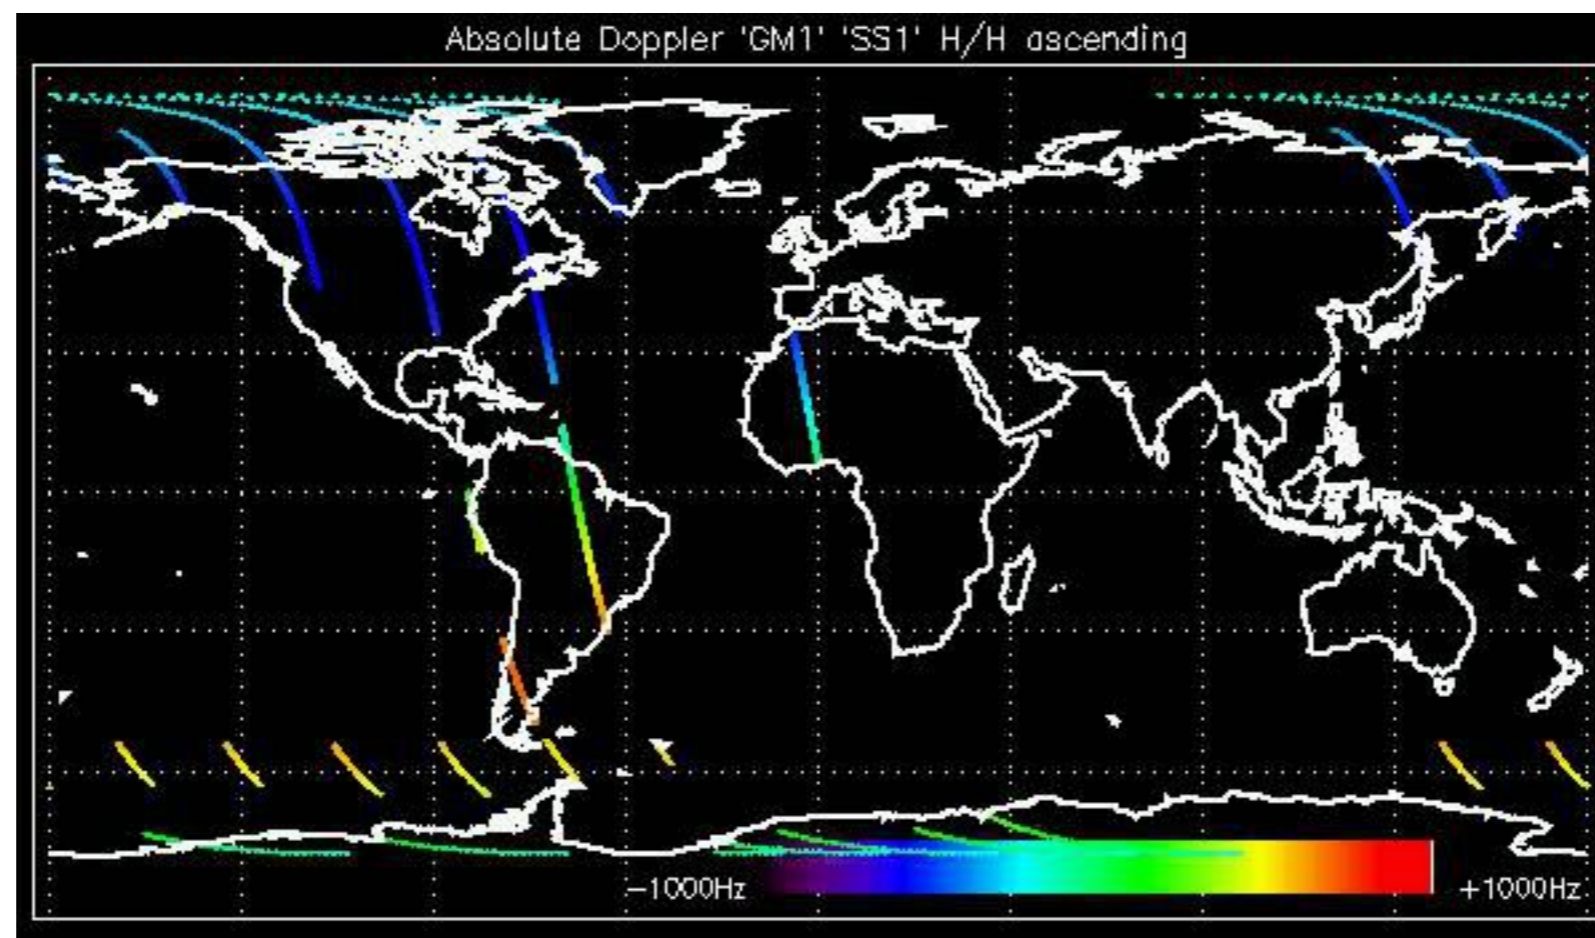 Absolute Doppler 'GM1' 'SS1' H/H ascending
−1000Hz +1000Hz